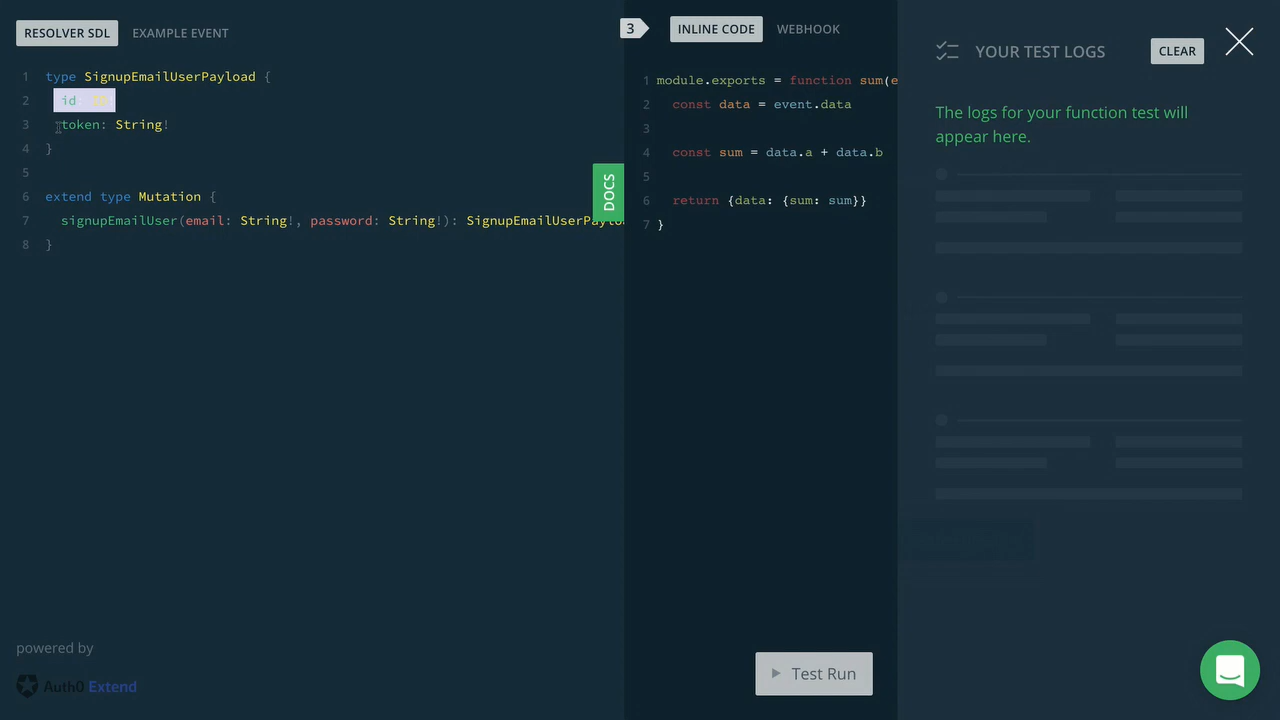 RESOLVER SDL EXAMPLE EVENT
1 type SignupEmailUserPayload {
2 id
3 token: String!
4 }
5
6 extend type Mutation {
7 signupEmailUser(email: String!, password: String!): SignupEmailUserPaylo
8 }
DOCS
powered by
Auth0 Extend
3 INLINE CODE WEBHOOK
1 module.exports = function sum(e
2 const data = event.data
3
4 const sum = data.a + data.b
5
6 return {data: {sum: sum}}
7 }
Test Run
YOUR TEST LOGS CLEAR
The logs for your function test will
appear here.